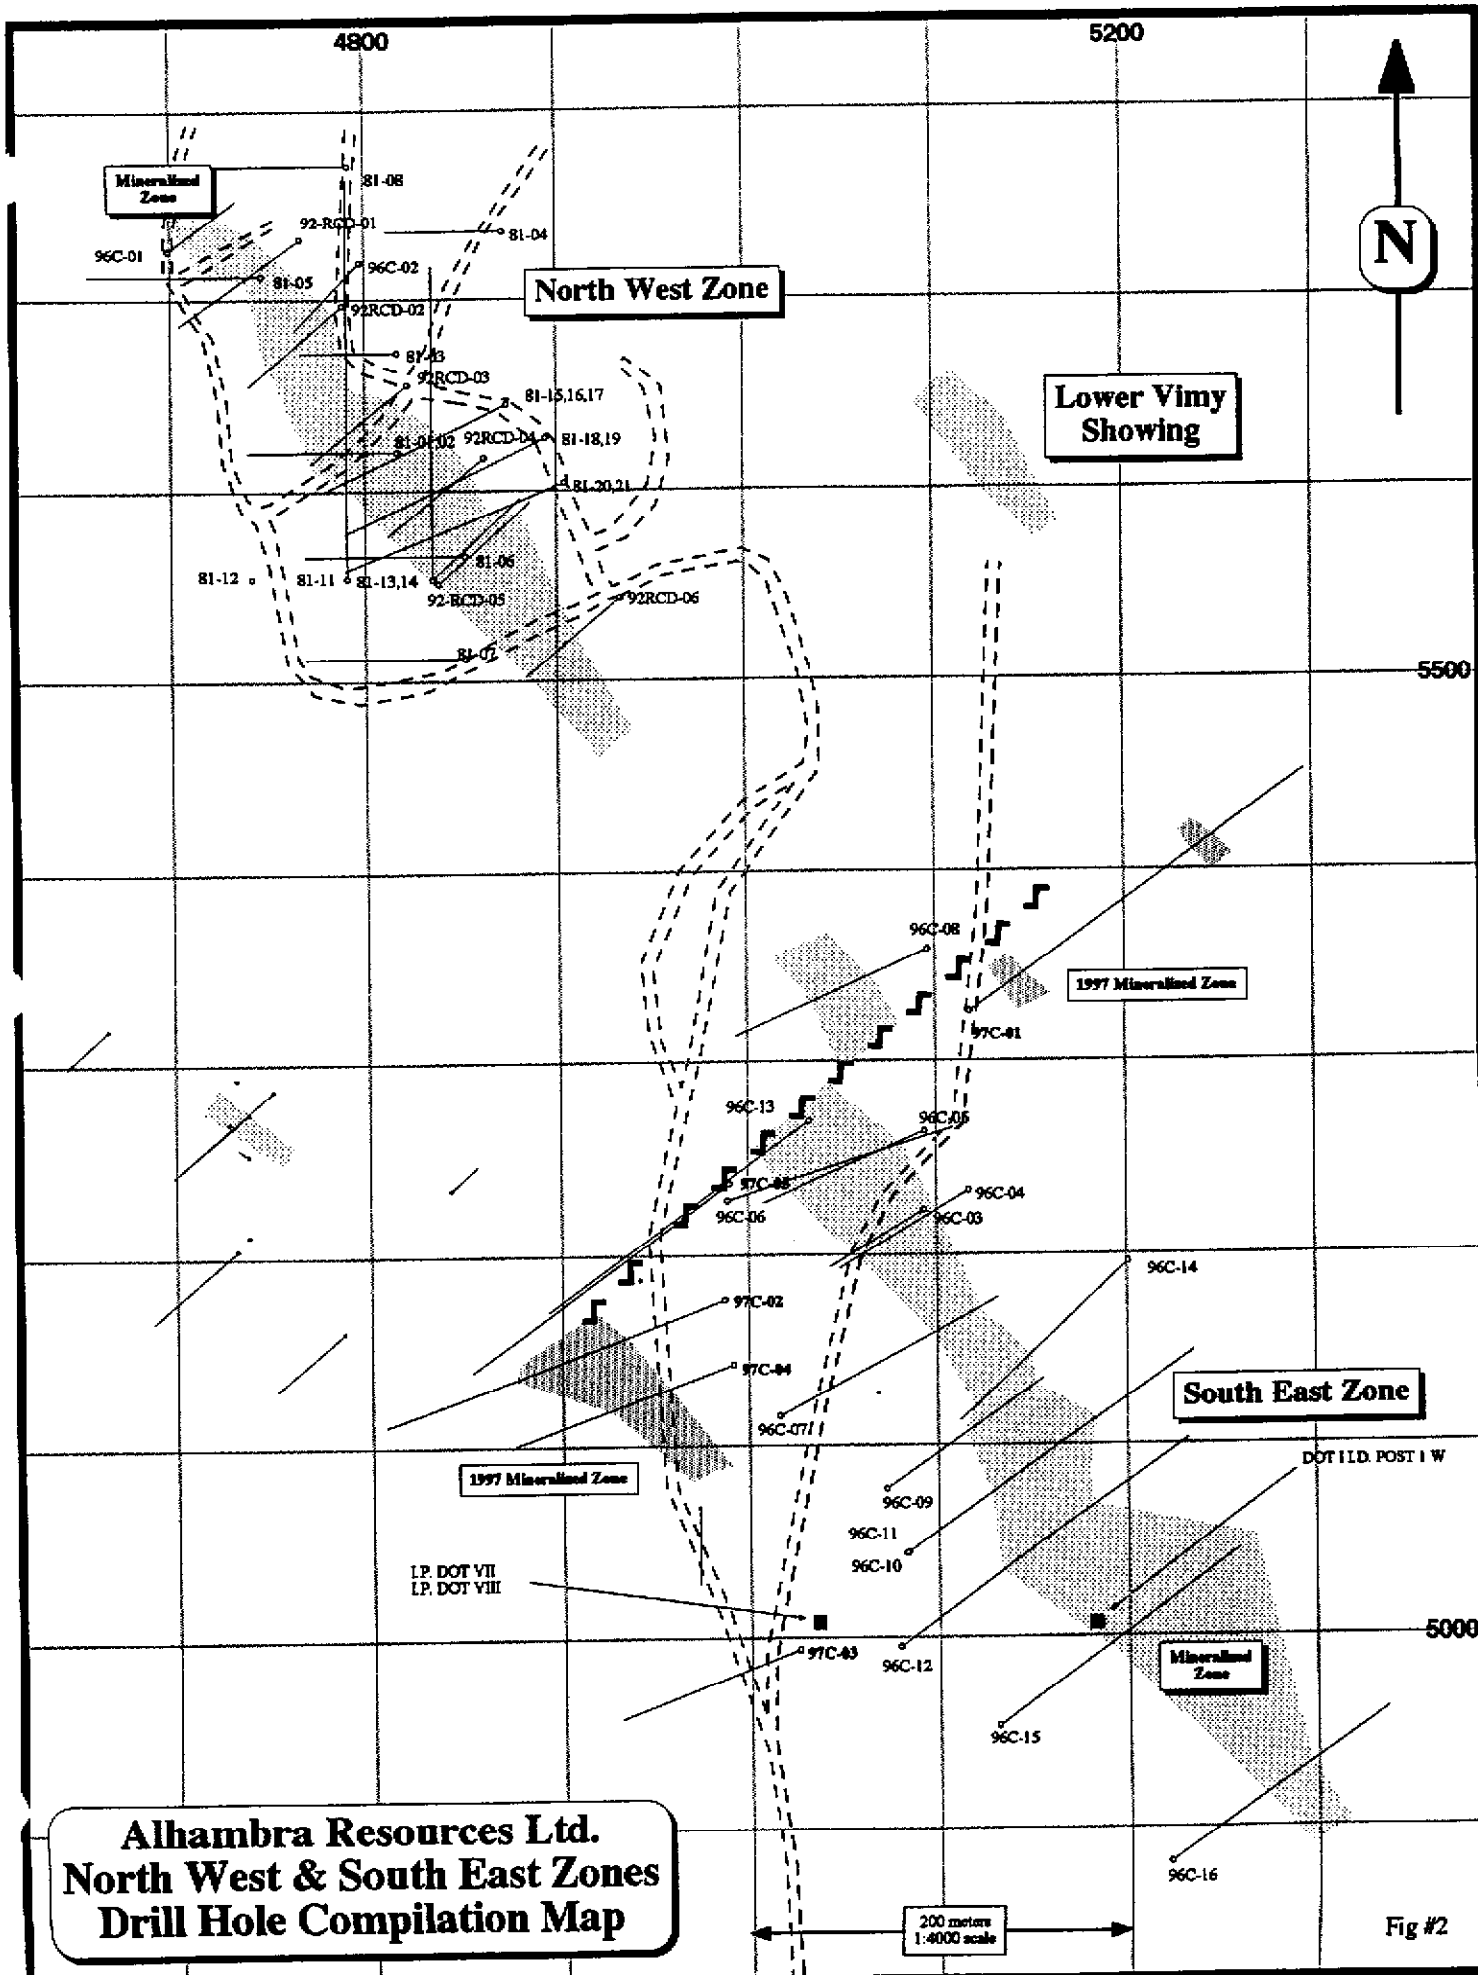 4800
5200
Mineralized
Zone
81-08
92-RCD-01
81-04
96C-01
96C-02
81-05
N
North West Zone
92RCD-02
81-03
92RCD-03
81-15,16,17
Lower Vimy
Showing
81-01,02
92RCD-04
81-18,19
81-20,21
81-06
81-12
81-11
81-13,14
92-RCD-05
92RCD-06
81-07
5500
96C-08
1997 Mineralized Zone
97C-01
96C-13
96C-05
97C-05
96C-06
96C-04
96C-03
96C-14
97C-02
97C-04
South East Zone
96C-07
DOT I I.D. POST 1 W
1997 Mineralized Zone
96C-09
96C-11
96C-10
I.P. DOT VII
I.P. DOT VIII
5000
97C-03
96C-12
Mineralized
Zone
96C-15
Alhambra Resources Ltd.
North West & South East Zones
Drill Hole Compilation Map
96C-16
200 meters
1:4000 scale
Fig #2